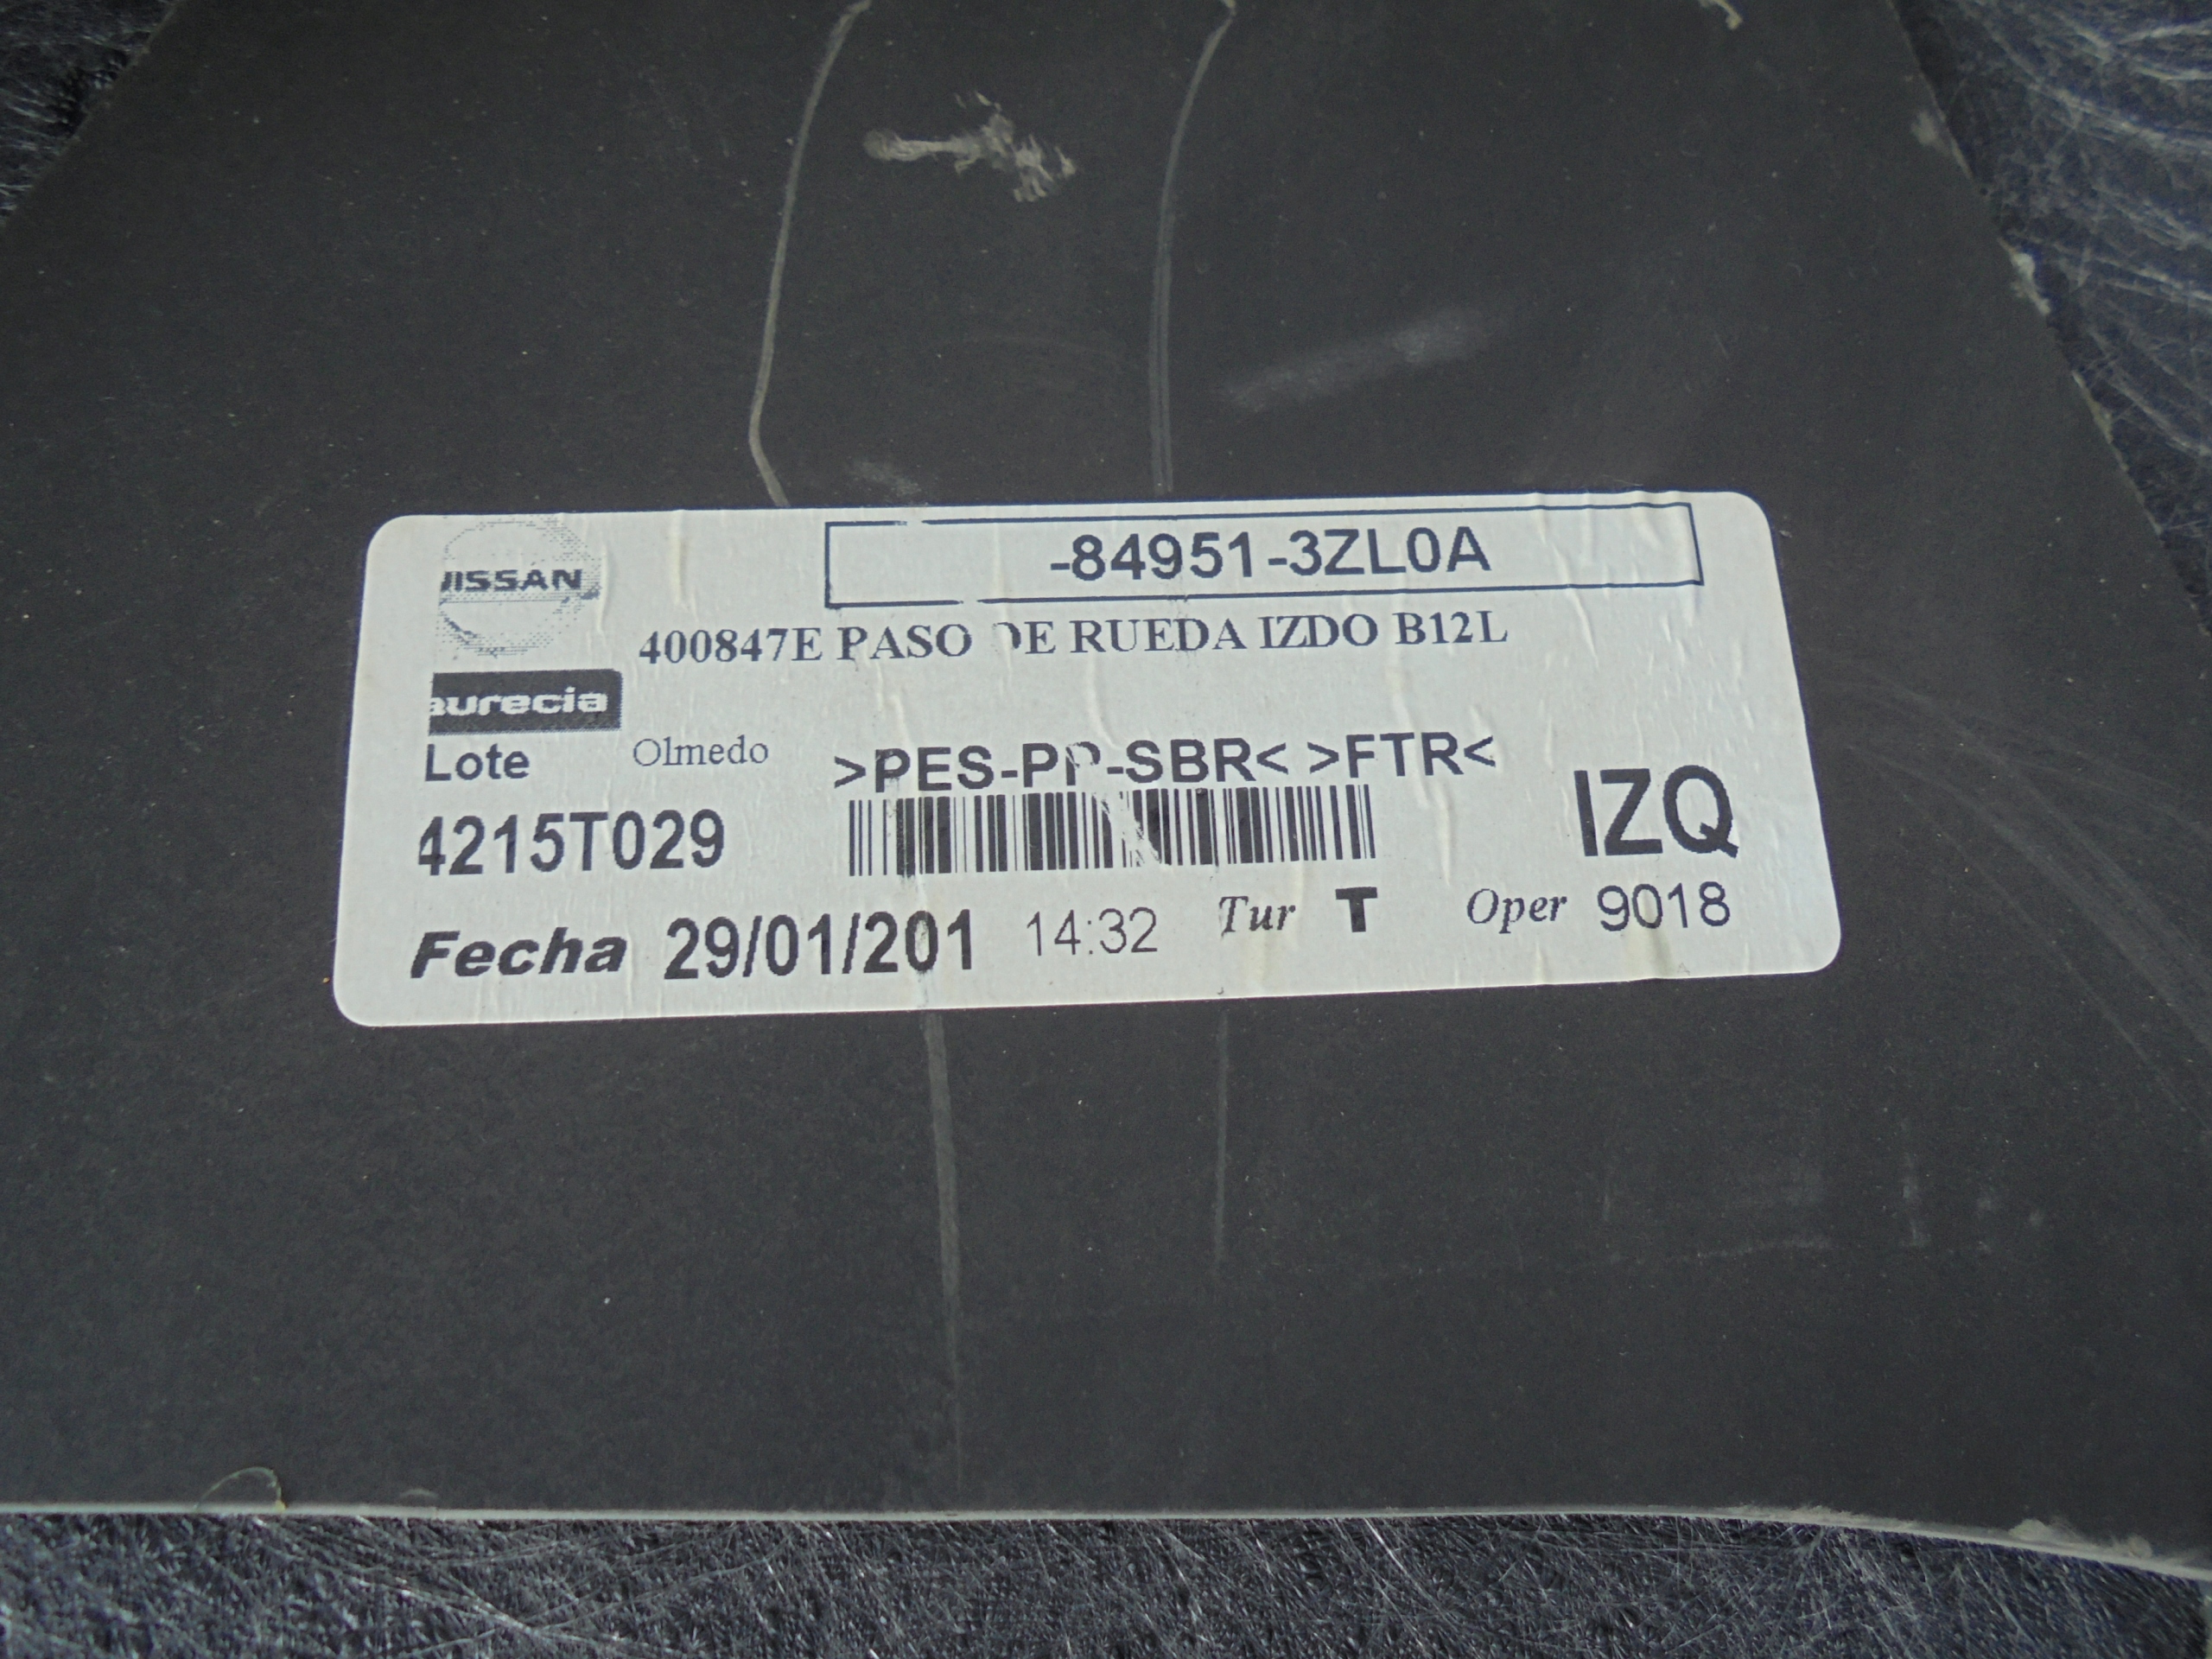 NISSAN
-84951-3ZL0A
400847E PASO DE RUEDA IZDO B12L
aurecia
Lote Olmedo >PES-PP-SBR< >FTR<
4215T029 IZQ
Fecha 29/01/201 14:32 Tur T Oper 9018